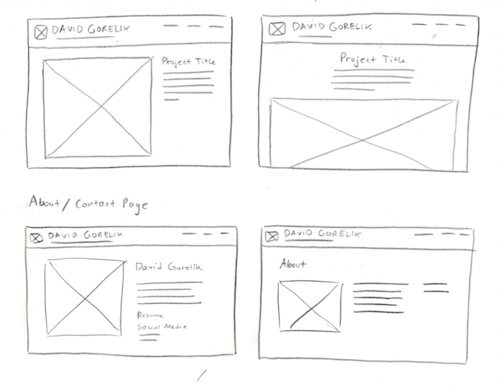 DAVID GORELIK
Project Title
DAVID GORELIK
Project Title
About/Contact Page
DAVID GORELIK
David Gorelik
Resume
Social Media
DAVID GORELIK
About